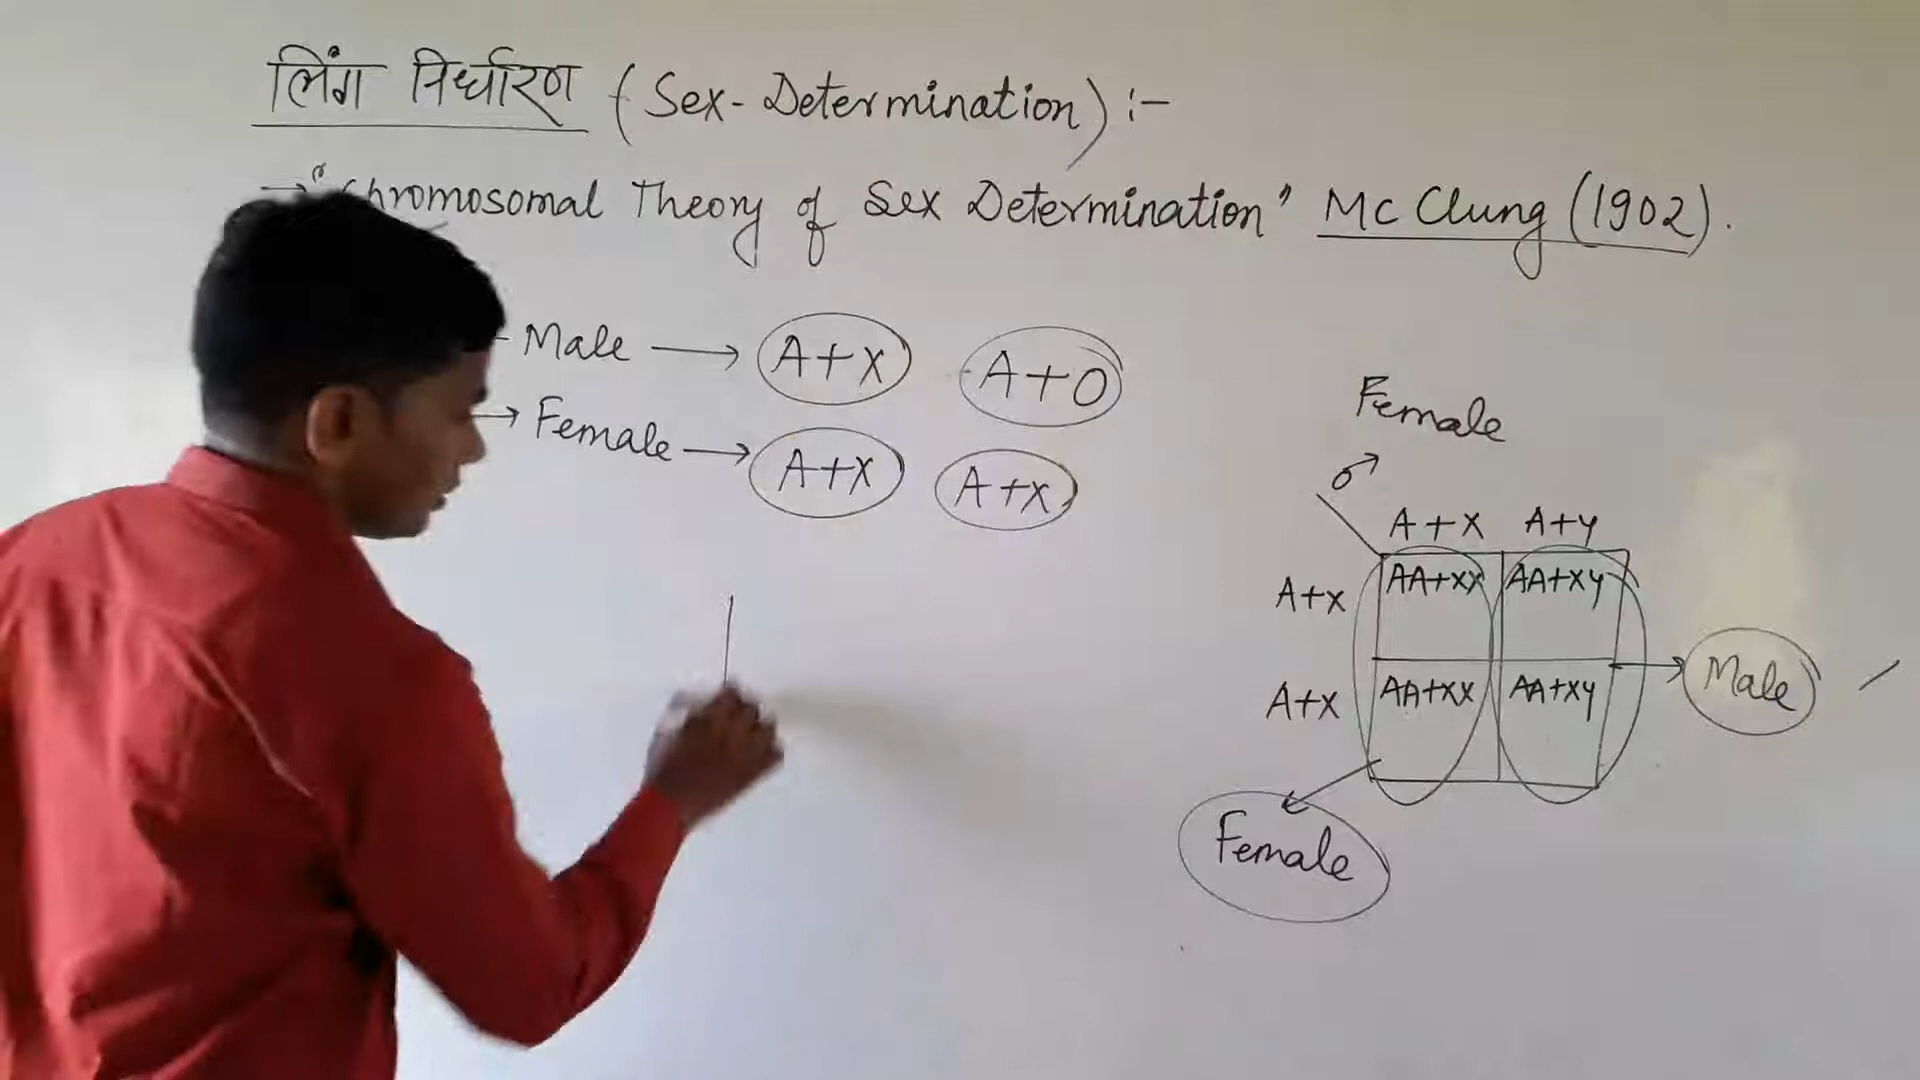 लिंग निर्धारण (Sex-Determination) :-
→ "Chromosomal Theory of Sex Determination" Mc Clung (1902).
Male → A+X A+O
→ Female → A+X A+X
Female
♂
A+X A+y
A+X AA+XX AA+Xy
A+X AA+XX AA+Xy
→ Male
Female